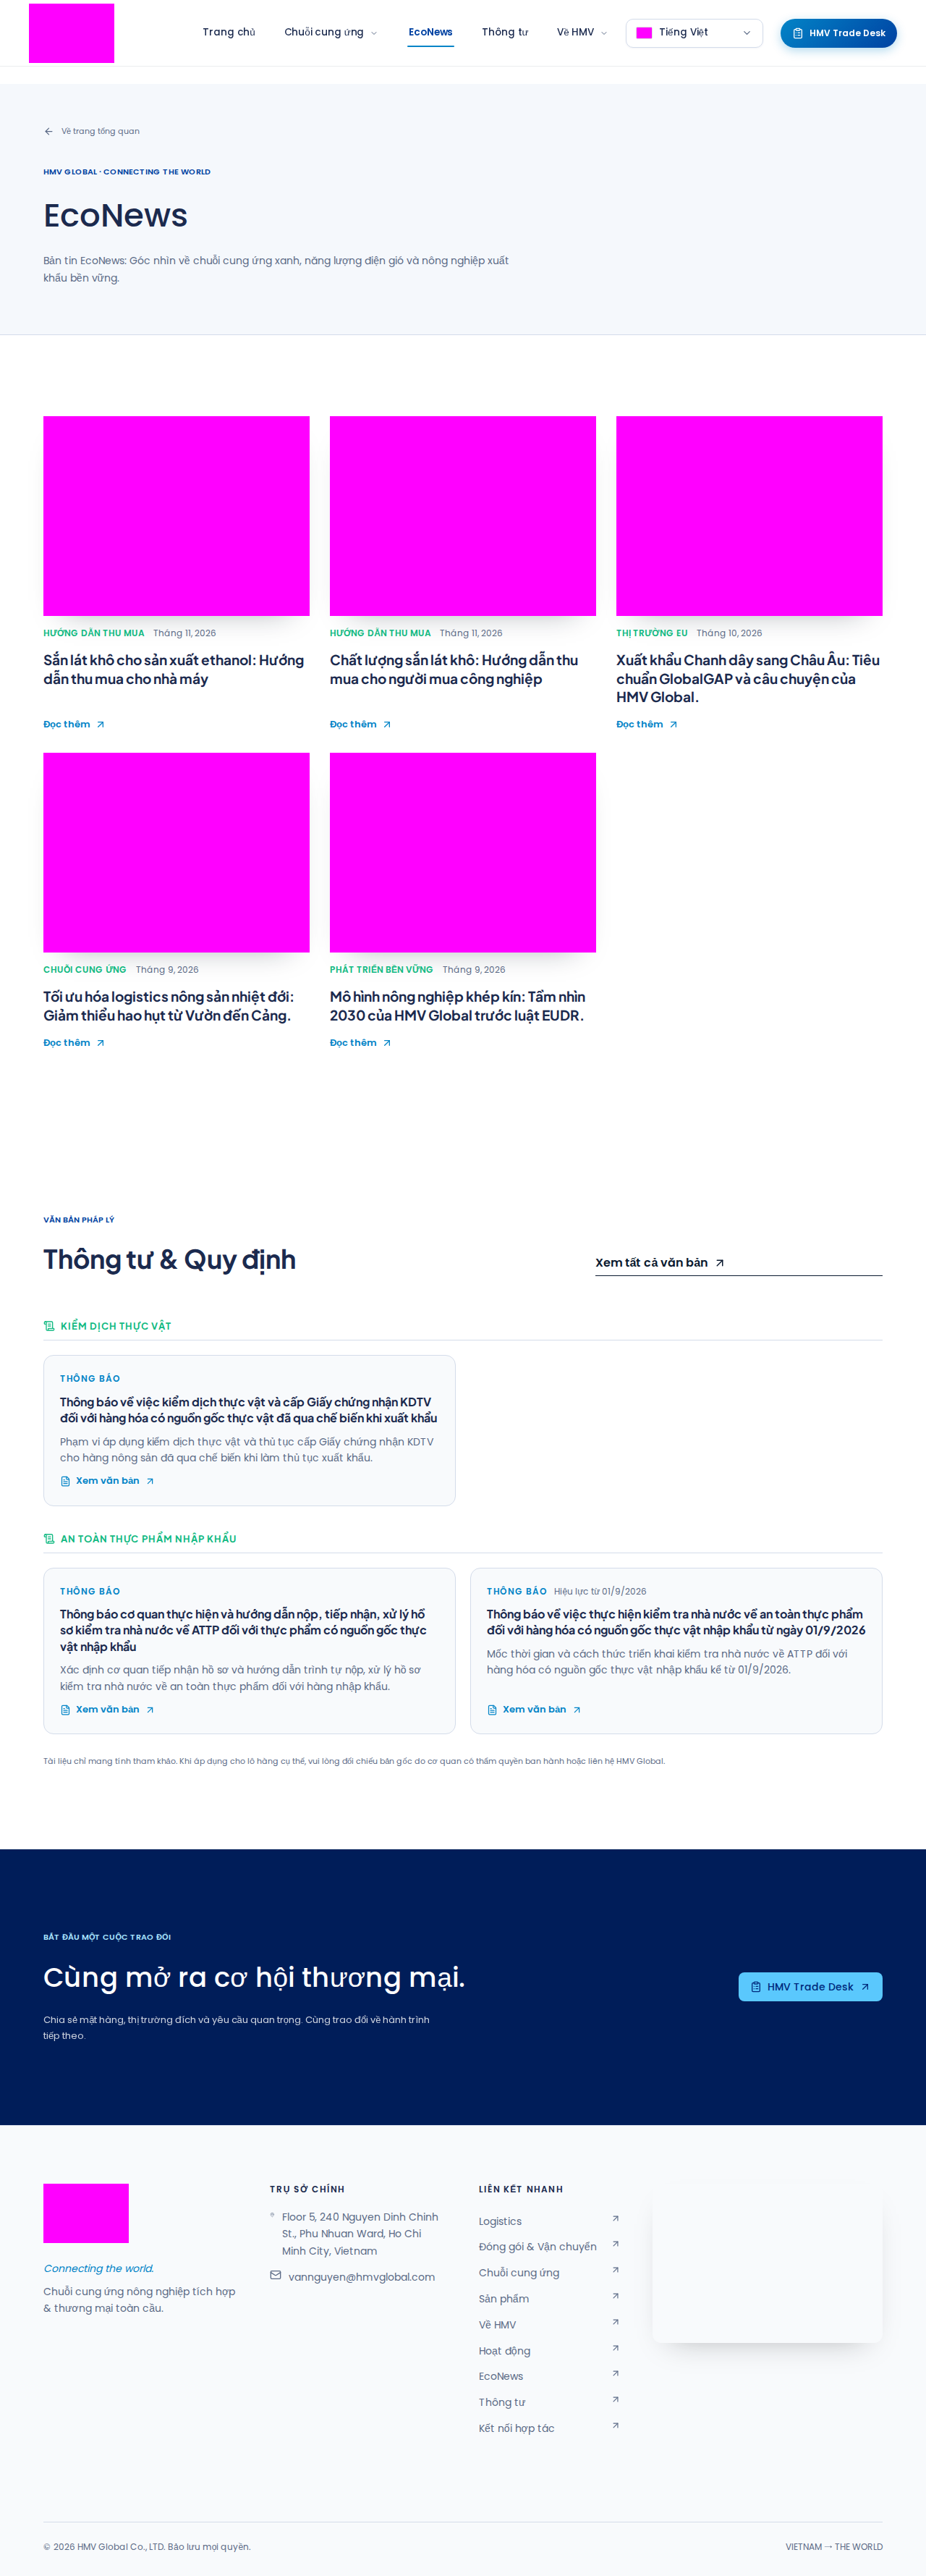 Trang chủ
Chuỗi cung ứng
EcoNews
Thông tư
Về HMV
Tiếng Việt
HMV Trade Desk
Về trang tổng quan
HMV GLOBAL · CONNECTING THE WORLD
EcoNews
Bản tin EcoNews: Góc nhìn về chuỗi cung ứng xanh, năng lượng điện gió và nông nghiệp xuất
khẩu bền vững.
HƯỚNG DẪN THU MUA Tháng 11, 2026
Sắn lát khô cho sản xuất ethanol: Hướng
dẫn thu mua cho nhà máy
Đọc thêm
HƯỚNG DẪN THU MUA Tháng 11, 2026
Chất lượng sắn lát khô: Hướng dẫn thu
mua cho người mua công nghiệp
Đọc thêm
THỊ TRƯỜNG EU Tháng 10, 2026
Xuất khẩu Chanh dây sang Châu Âu: Tiêu
chuẩn GlobalGAP và câu chuyện của
HMV Global.
Đọc thêm
CHUỖI CUNG ỨNG Tháng 9, 2026
Tối ưu hóa logistics nông sản nhiệt đới:
Giảm thiểu hao hụt từ Vườn đến Cảng.
Đọc thêm
PHÁT TRIỂN BỀN VỮNG Tháng 9, 2026
Mô hình nông nghiệp khép kín: Tầm nhìn
2030 của HMV Global trước luật EUDR.
Đọc thêm
VĂN BẢN PHÁP LÝ
Thông tư & Quy định
Xem tất cả văn bản
KIỂM DỊCH THỰC VẬT
THÔNG BÁO
Thông báo về việc kiểm dịch thực vật và cấp Giấy chứng nhận KDTV
đối với hàng hóa có nguồn gốc thực vật đã qua chế biến khi xuất khẩu
Phạm vi áp dụng kiểm dịch thực vật và thủ tục cấp Giấy chứng nhận KDTV
cho hàng nông sản đã qua chế biến khi làm thủ tục xuất khẩu.
Xem văn bản
AN TOÀN THỰC PHẨM NHẬP KHẨU
THÔNG BÁO
Thông báo cơ quan thực hiện và hướng dẫn nộp, tiếp nhận, xử lý hồ
sơ kiểm tra nhà nước về ATTP đối với thực phẩm có nguồn gốc thực
vật nhập khẩu
Xác định cơ quan tiếp nhận hồ sơ và hướng dẫn trình tự nộp, xử lý hồ sơ
kiểm tra nhà nước về an toàn thực phẩm đối với hàng nhập khẩu.
Xem văn bản
THÔNG BÁO Hiệu lực từ 01/9/2026
Thông báo về việc thực hiện kiểm tra nhà nước về an toàn thực phẩm
đối với hàng hóa có nguồn gốc thực vật nhập khẩu từ ngày 01/9/2026
Mốc thời gian và cách thức triển khai kiểm tra nhà nước về ATTP đối với
hàng hóa có nguồn gốc thực vật nhập khẩu kể từ 01/9/2026.
Xem văn bản
Tài liệu chỉ mang tính tham khảo. Khi áp dụng cho lô hàng cụ thể, vui lòng đối chiếu bản gốc do cơ quan có thẩm quyền ban hành hoặc liên hệ HMV Global.
BẮT ĐẦU MỘT CUỘC TRAO ĐỔI
Cùng mở ra cơ hội thương mại.
Chia sẻ mặt hàng, thị trường đích và yêu cầu quan trọng. Cùng trao đổi về hành trình
tiếp theo.
HMV Trade Desk
Connecting the world.
Chuỗi cung ứng nông nghiệp tích hợp
& thương mại toàn cầu.
TRỤ SỞ CHÍNH
Floor 5, 240 Nguyen Dinh Chinh
St., Phu Nhuan Ward, Ho Chi
Minh City, Vietnam
vannguyen@hmvglobal.com
LIÊN KẾT NHANH
Logistics
Đóng gói & Vận chuyển
Chuỗi cung ứng
Sản phẩm
Về HMV
Hoạt động
EcoNews
Thông tư
Kết nối hợp tác
© 2026 HMV Global Co., LTD. Bảo lưu mọi quyền.
VIETNAM → THE WORLD